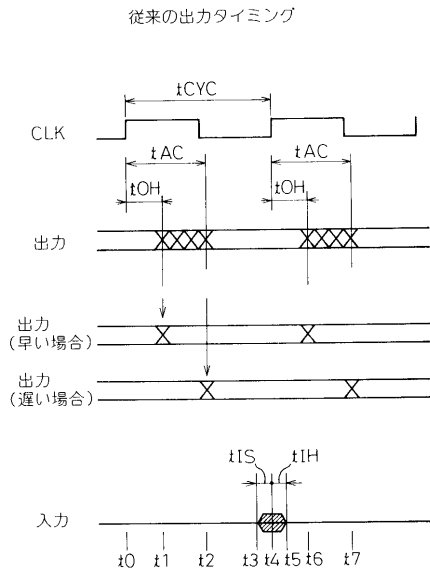 従来の出力タイミング
tCYC
CLK
tAC tAC
tOH tOH
出力
出力
(早い場合)
出力
(遅い場合)
tIS tIH
入力
t0 t1 t2 t3 t4 t5 t6 t7